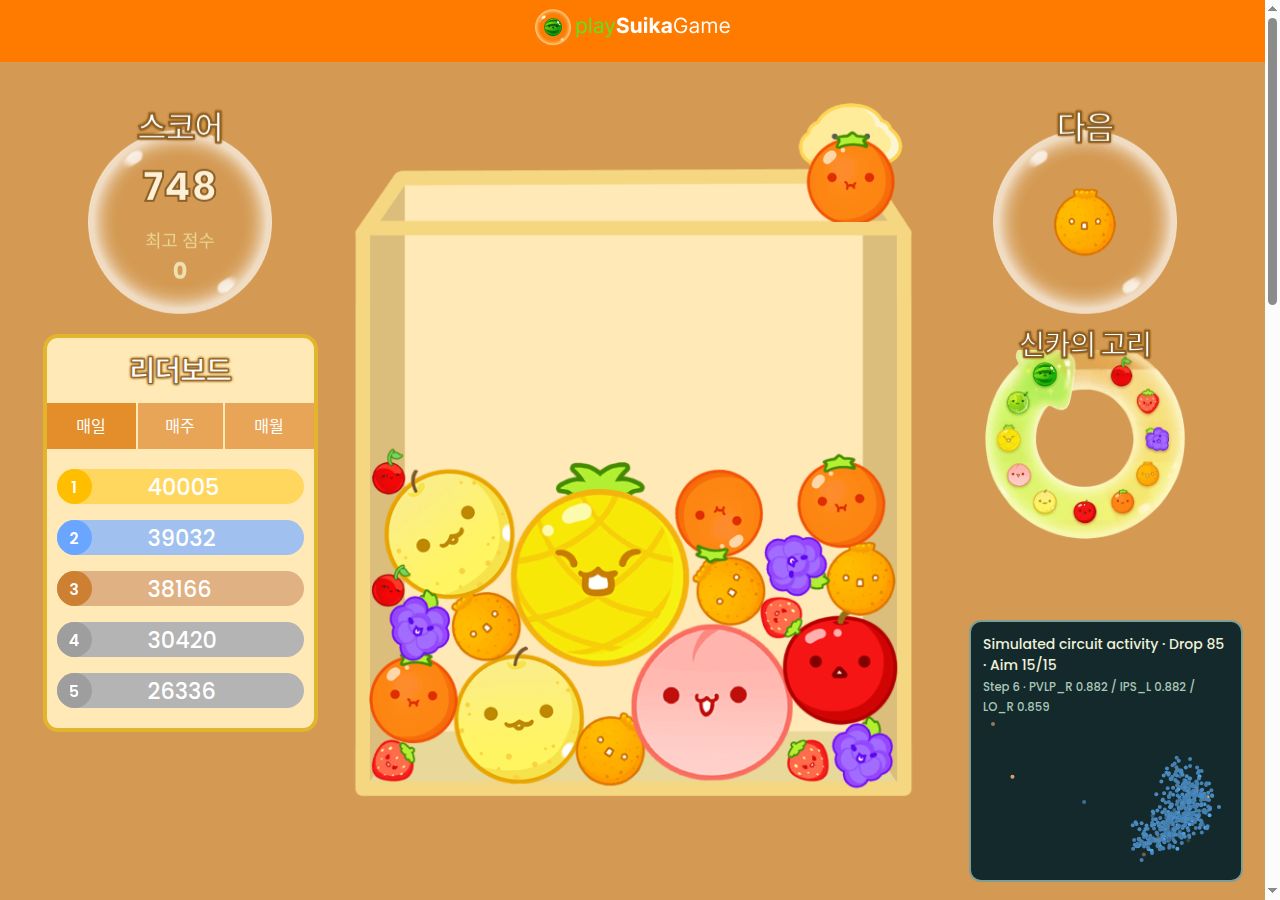 playSuikaGame
스코어
748
최고 점수
0
다음
신카의 고리
리더보드
매일 매주 매월
1 40005
2 39032
3 38166
4 30420
5 26336
Simulated circuit activity · Drop 85
· Aim 15/15
Step 6 · PVLP_R 0.882 / IPS_L 0.882 /
LO_R 0.859